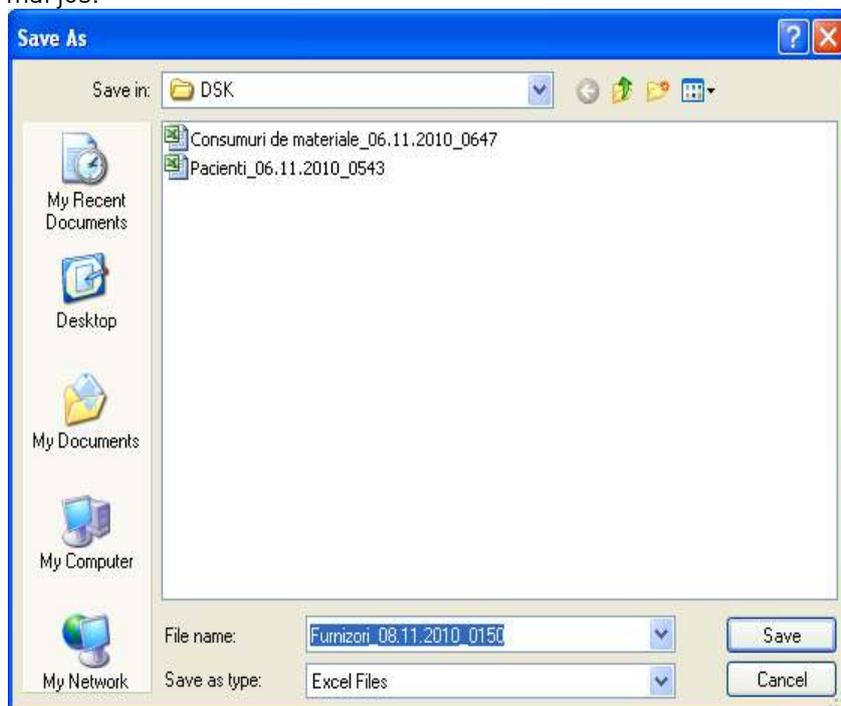 mai jos:
Save As
Save in:
DSK
Consumuri de materiale_06.11.2010_0647
Pacienti_06.11.2010_0543
My Recent
Documents
Desktop
My Documents
My Computer
My Network
File name:
Furnizori_08.11.2010_0150
Save
Save as type:
Excel Files
Cancel